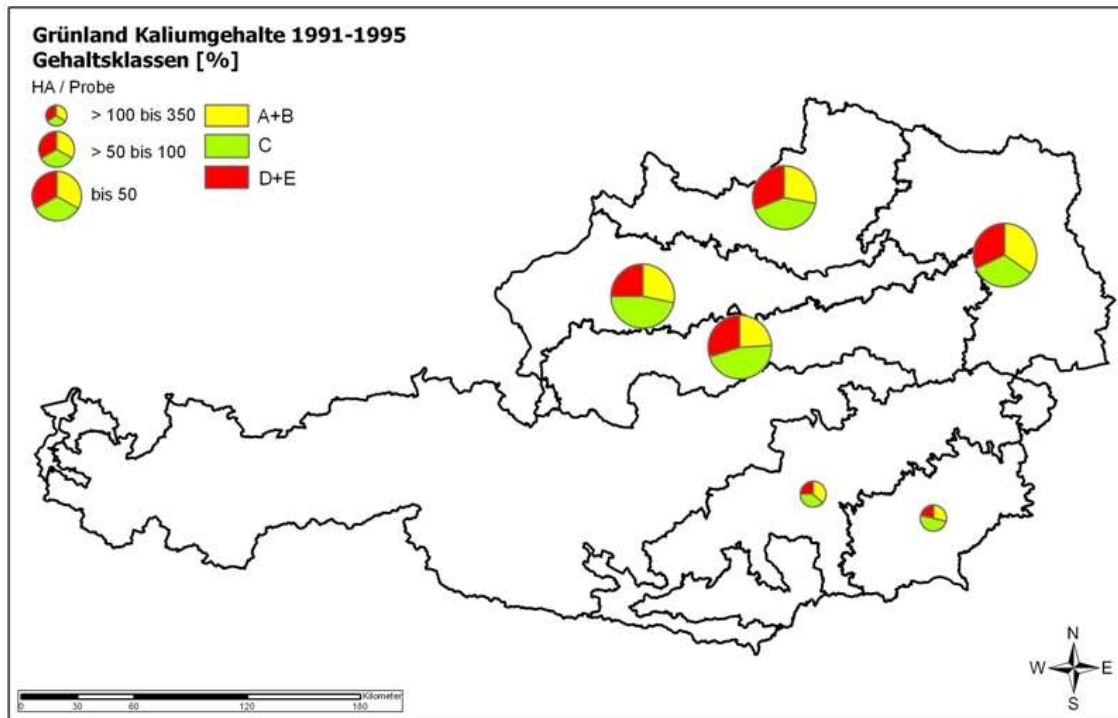 Grünland Kaliumgehalte 1991-1995
Gehaltsklassen [%]
HA / Probe
> 100 bis 350
> 50 bis 100
bis 50
A+B
C
D+E
N
W E
S
Kilometer
0 30 60 120 180